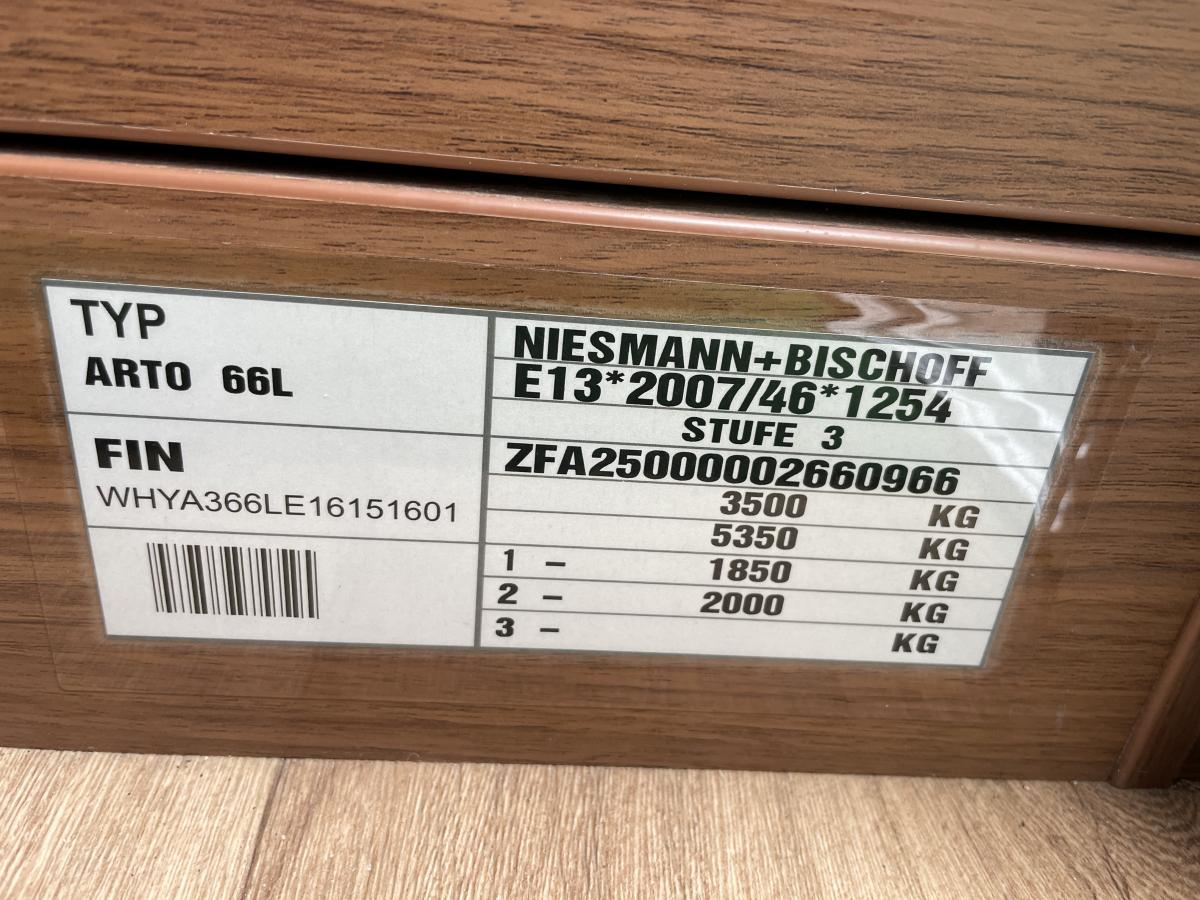 TYP
ARTO 66L
FIN
WHYA366LE16151601
NIESMANN+BISCHOFF
E13*2007/46*1254
STUFE 3
ZFA25000002660966
3500 KG
5350 KG
1 - 1850 KG
2 - 2000 KG
3 - KG